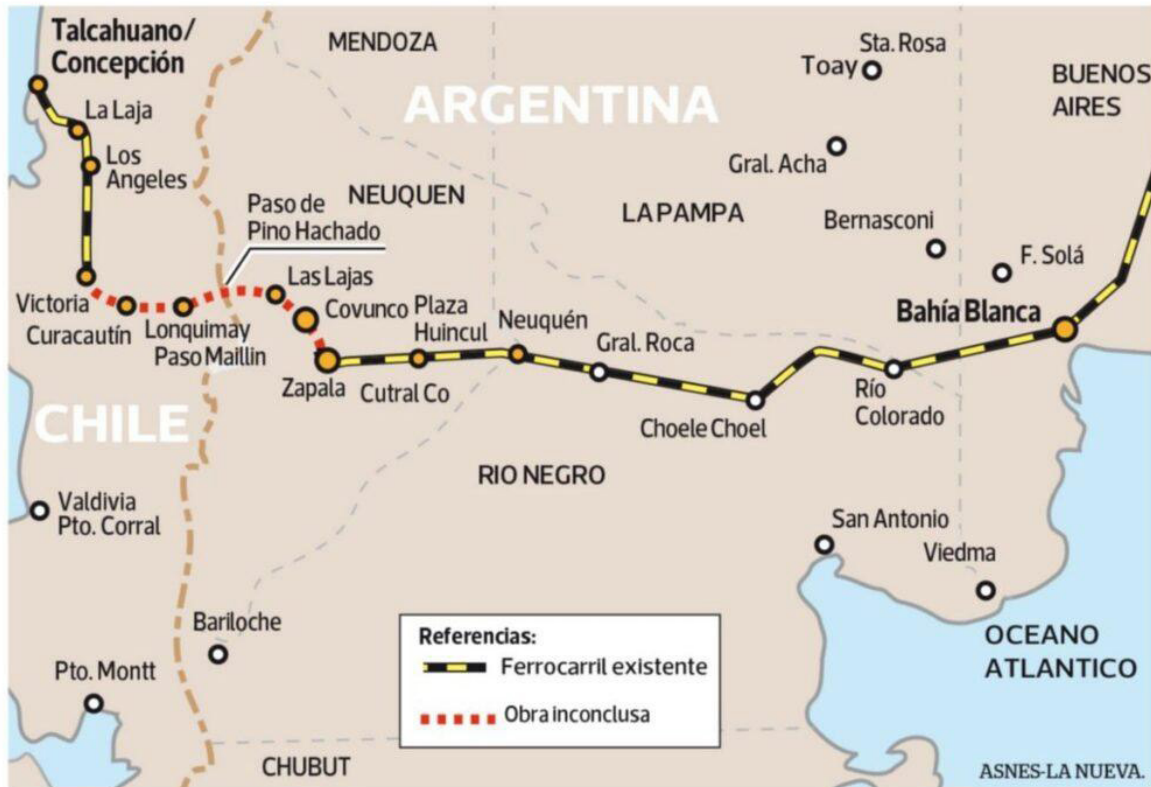 Talcahuano/
Concepción
La Laja
Los
Angeles
MENDOZA
ARGENTINA
Sta. Rosa
Toay
BUENOS
AIRES
Gral. Acha
NEUQUEN
Paso de
Pino Hachado
LA PAMPA
Bernasconi
F. Solá
Bahía Blanca
Victoria
Curacautín
Lonquimay
Paso Maillin
Las Lajas
Covunco
Plaza
Huincul
Neuquén
Gral. Roca
Zapala
Cutral Co
Choele Choel
Río
Colorado
CHILE
RIO NEGRO
Valdivia
Pto. Corral
San Antonio
Viedma
Bariloche
Pto. Montt
Referencias:
Ferrocarril existente
Obra inconclusa
OCEANO
ATLANTICO
CHUBUT
ASNES-LA NUEVA.